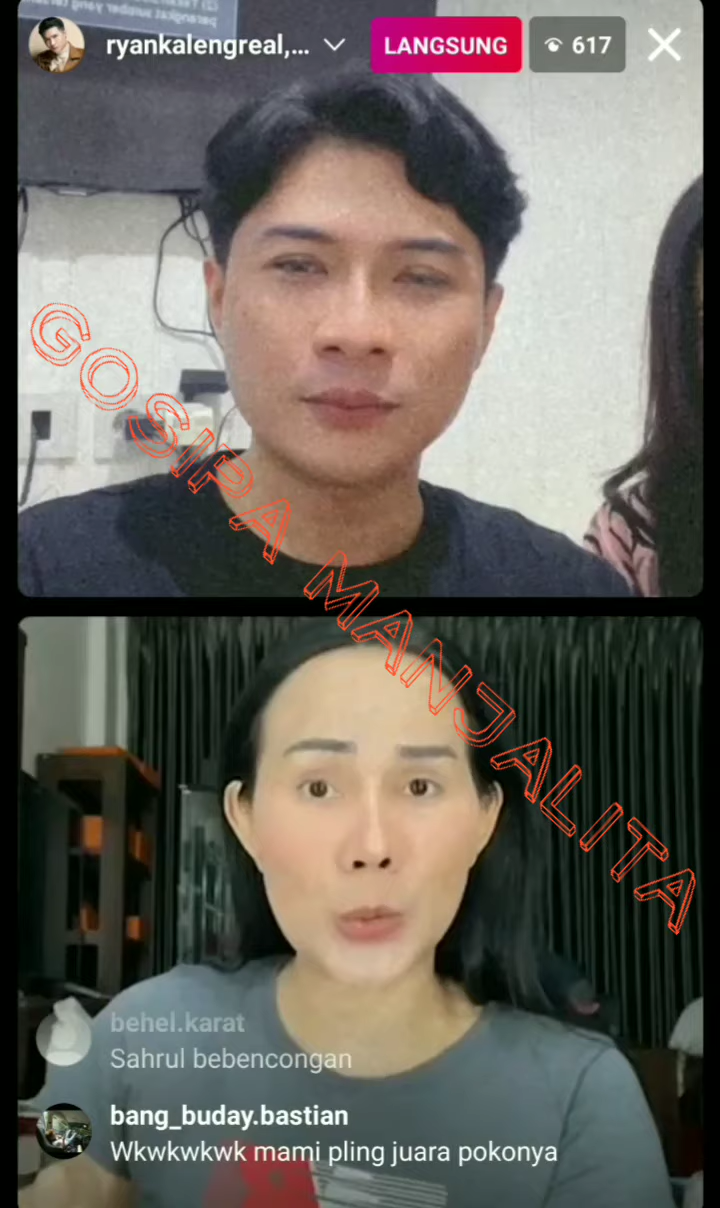 ryankalengreal,...
LANGSUNG
617
GOSIPA MANJALITA
behel.karat
Sahrul bebencongan
bang_buday.bastian
Wkwkwkwk mami pling juara pokonya